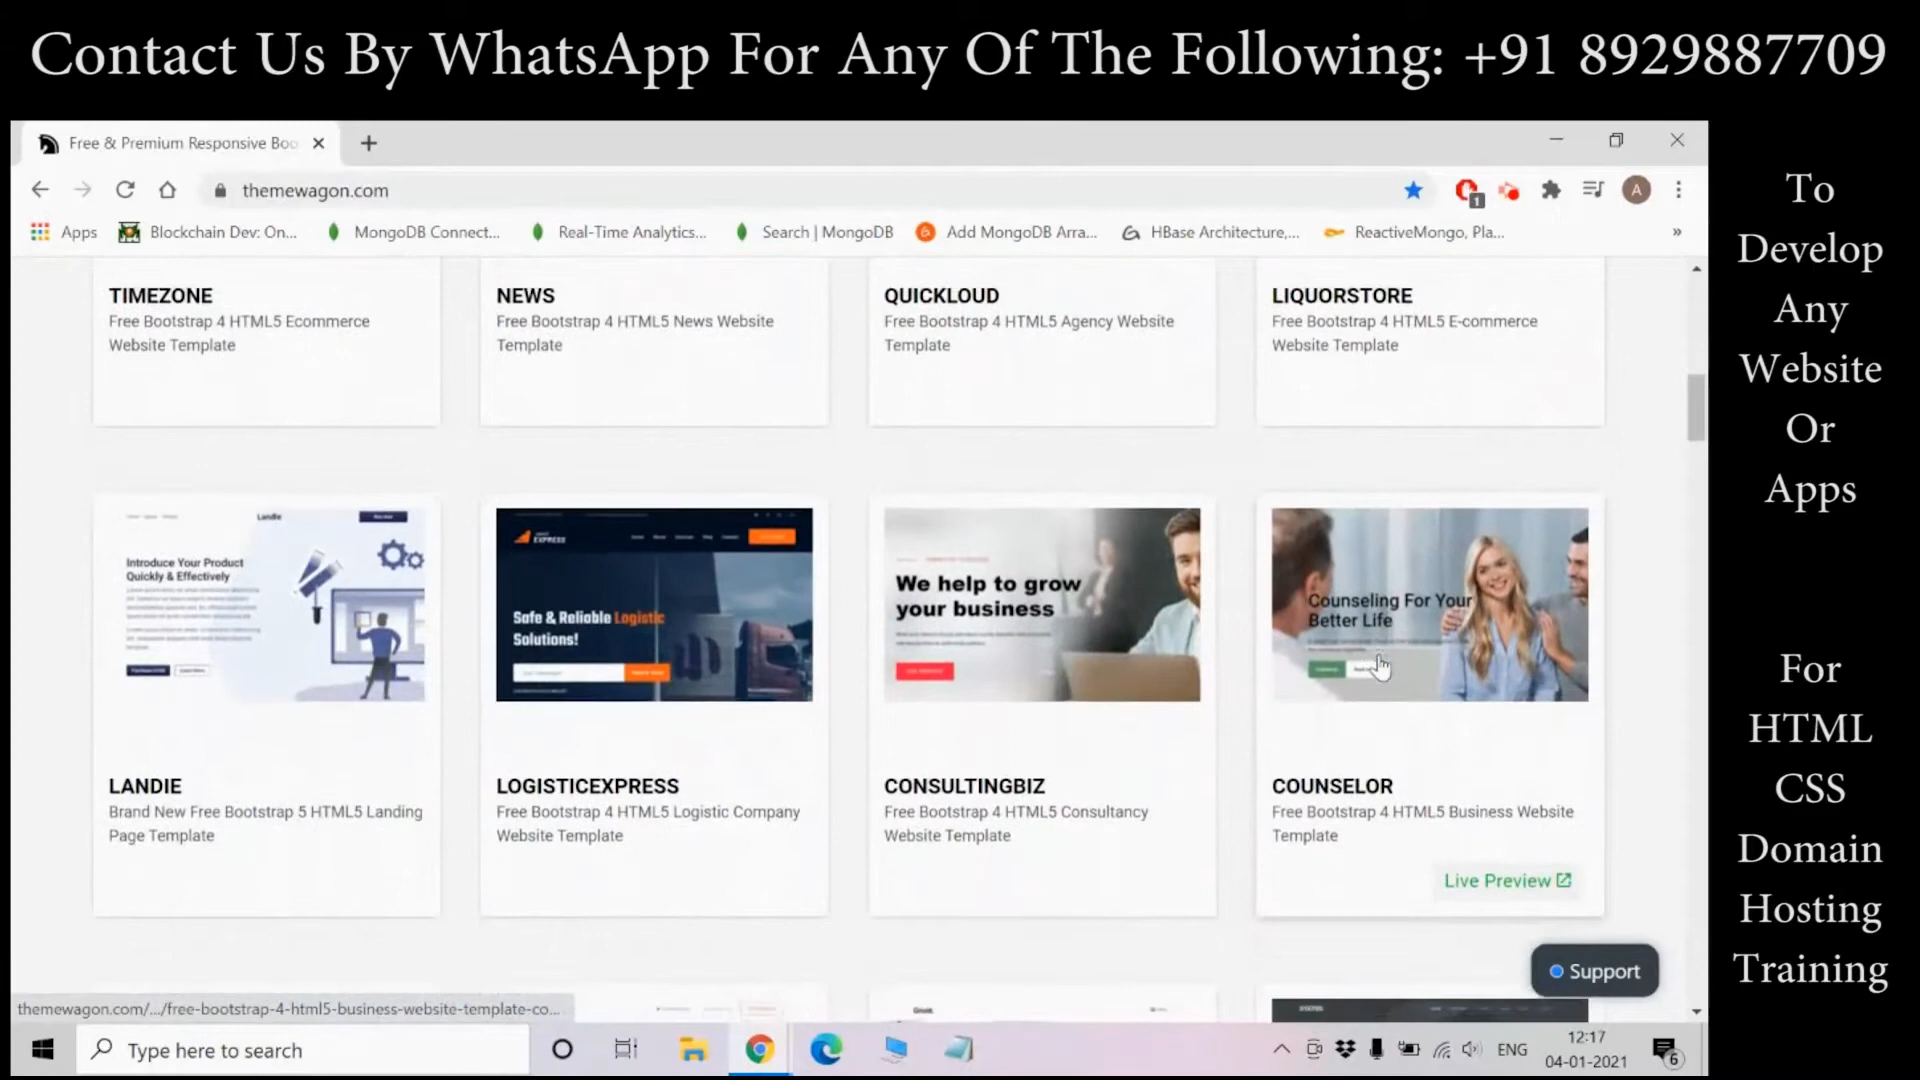 Contact Us By WhatsApp For Any Of The Following: +91 8929887709
Free & Premium Responsive Boo
themewagon.com
1
A
Apps
Blockchain Dev: On...
MongoDB Connect...
Real-Time Analytics...
Search | MongoDB
Add MongoDB Arra...
HBase Architecture,...
ReactiveMongo, Pla...
»
TIMEZONE
Free Bootstrap 4 HTML5 Ecommerce
Website Template
NEWS
Free Bootstrap 4 HTML5 News Website
Template
QUICKLOUD
Free Bootstrap 4 HTML5 Agency Website
Template
LIQUORSTORE
Free Bootstrap 4 HTML5 E-commerce
Website Template
Landie
Introduce Your Product
Quickly & Effectively
EXPRESS
Safe & Reliable Logistic
Solutions!
We help to grow
your business
Counseling For Your
Better Life
LANDIE
Brand New Free Bootstrap 5 HTML5 Landing
Page Template
LOGISTICEXPRESS
Free Bootstrap 4 HTML5 Logistic Company
Website Template
CONSULTINGBIZ
Free Bootstrap 4 HTML5 Consultancy
Website Template
COUNSELOR
Free Bootstrap 4 HTML5 Business Website
Template
Live Preview
Support
themewagon.com/.../free-bootstrap-4-html5-business-website-template-co...
Type here to search
ENG
12:17
04-01-2021
6
To
Develop
Any
Website
Or
Apps
For
HTML
CSS
Domain
Hosting
Training